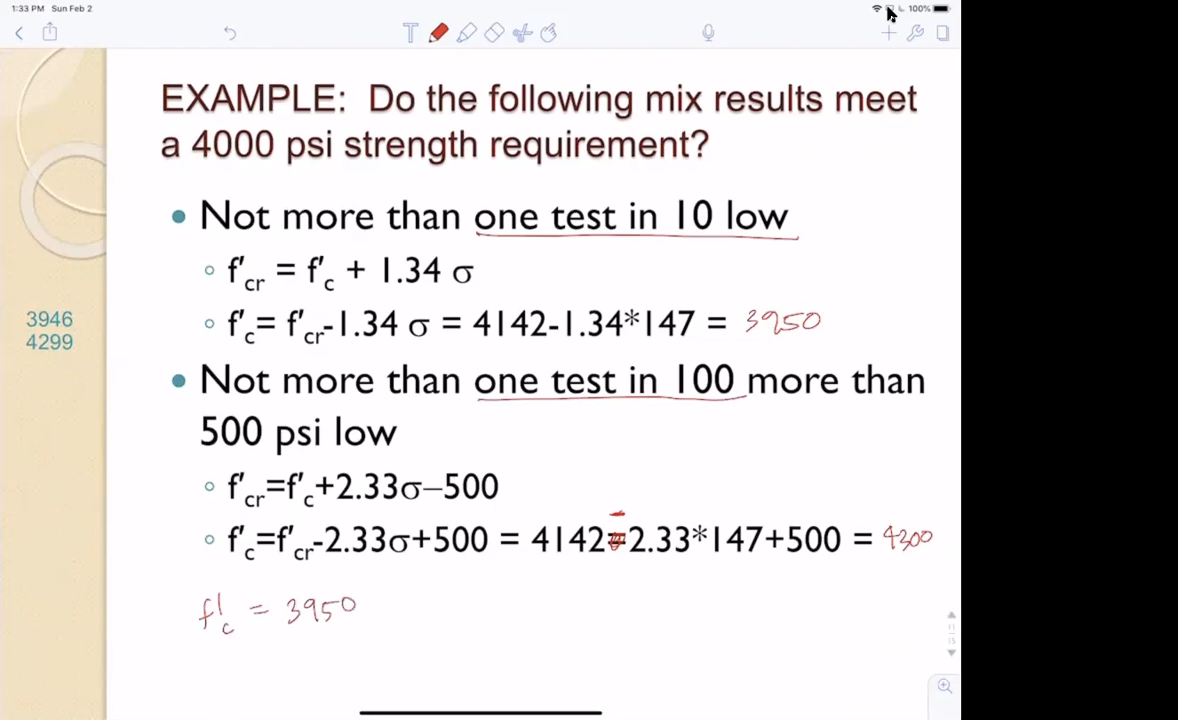 1:33 PM Sun Feb 2
100%
EXAMPLE: Do the following mix results meet
a 4000 psi strength requirement?
• Not more than one test in 10 low
f'cr = f'c + 1.34 σ
f'c= f'cr-1.34 σ = 4142-1.34*147 = 3950
3946
4299
• Not more than one test in 100 more than
500 psi low
f'cr=f'c+2.33σ–500
f'c=f'cr-2.33σ+500 = 4142-2.33*147+500 = 4300
f'c = 3950